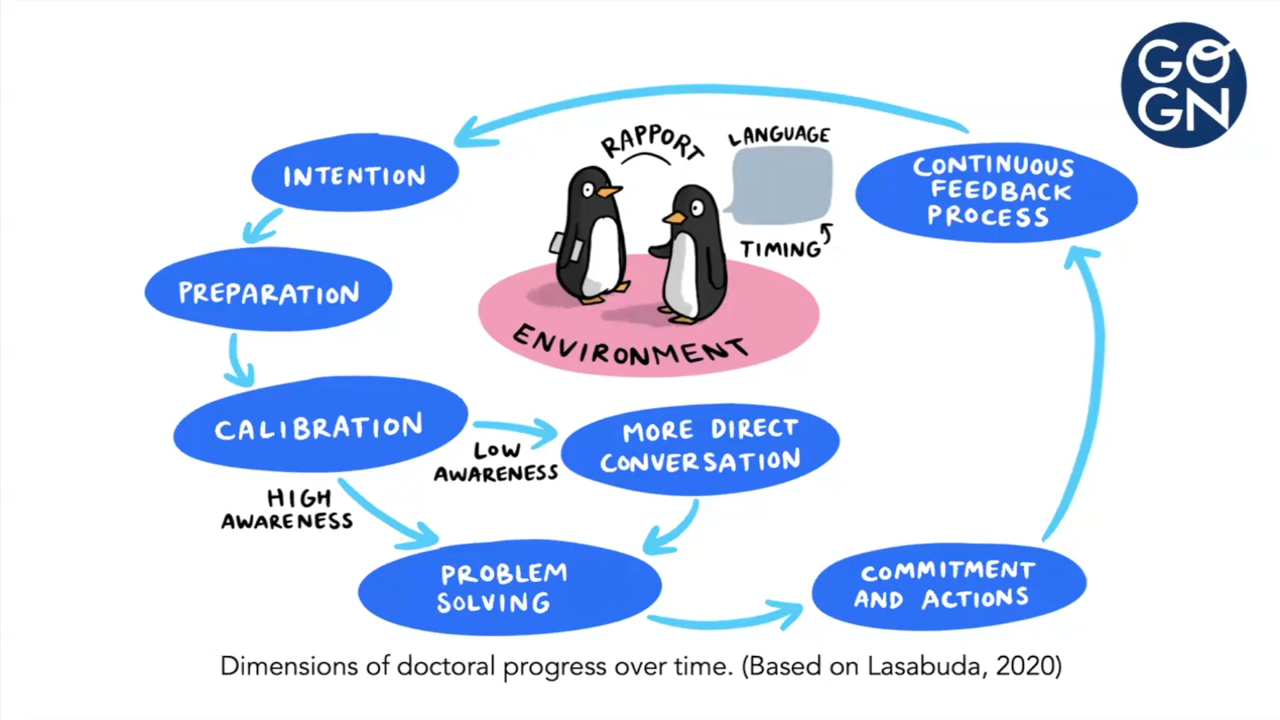 GO
GN
RAPPORT
LANGUAGE
TIMING
ENVIRONMENT
INTENTION
PREPARATION
CALIBRATION
LOW
AWARENESS
HIGH
AWARENESS
MORE DIRECT
CONVERSATION
PROBLEM
SOLVING
COMMITMENT
AND ACTIONS
CONTINUOUS
FEEDBACK
PROCESS
Dimensions of doctoral progress over time. (Based on Lasabuda, 2020)